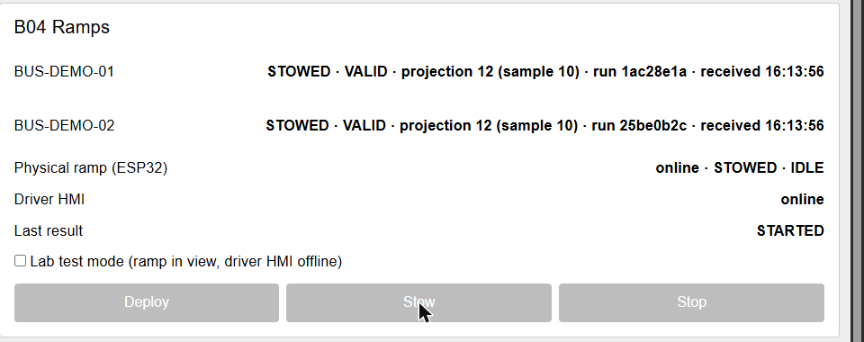 B04 Ramps
BUS-DEMO-01 STOWED · VALID · projection 12 (sample 10) · run 1ac28e1a · received 16:13:56
BUS-DEMO-02 STOWED · VALID · projection 12 (sample 10) · run 25be0b2c · received 16:13:56
Physical ramp (ESP32) online · STOWED · IDLE
Driver HMI online
Last result STARTED
Lab test mode (ramp in view, driver HMI offline)
Deploy Stow Stop